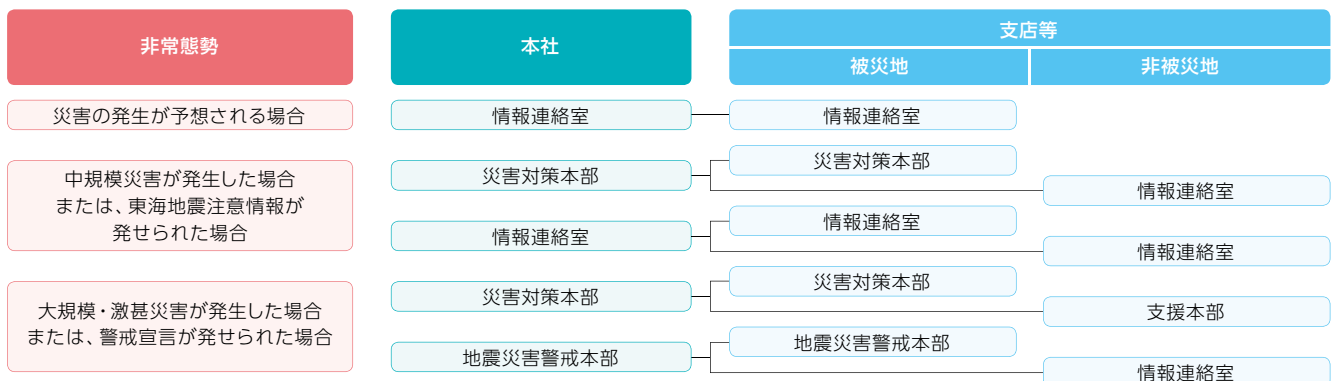 非常態勢
本社
支店等
被災地
非被災地
災害の発生が予想される場合
情報連絡室
情報連絡室
中規模災害が発生した場合
または、東海地震注意情報が
発せられた場合
災害対策本部
災害対策本部
情報連絡室
情報連絡室
情報連絡室
情報連絡室
大規模・激甚災害が発生した場合
または、警戒宣言が発せられた場合
災害対策本部
災害対策本部
支援本部
地震災害警戒本部
地震災害警戒本部
情報連絡室